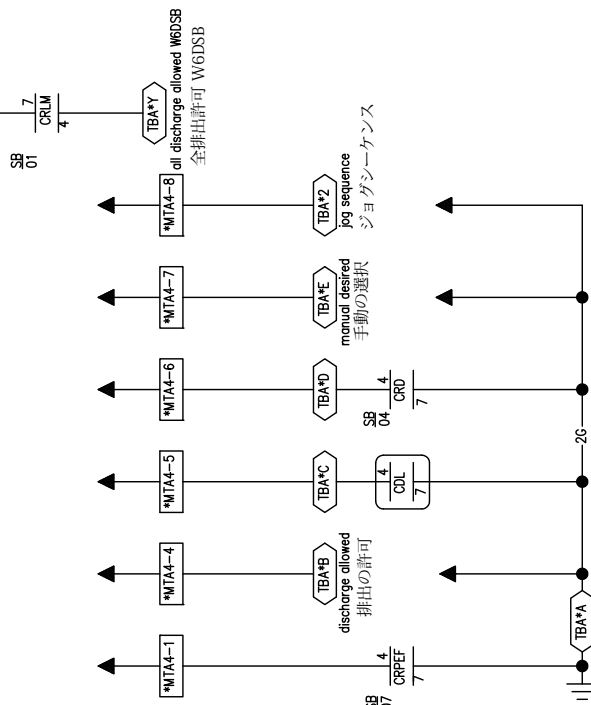 SB
01
7
CRLM
4
TBA*Y
all discharge allowed W6DSB
全排出許可 W6DSB
*MTA4-8
TBA*2
jog sequence
ジョグシーケンス
*MTA4-7
TBA*E
manual desired
手動の選択
*MTA4-6
TBA*D
SB
04
4
CRD
7
*MTA4-5
TBA*C
4
CDL
7
*MTA4-4
TBA*B
discharge allowed
排出の許可
*MTA4-1
4
CRPEF
7
2G
TBA*A